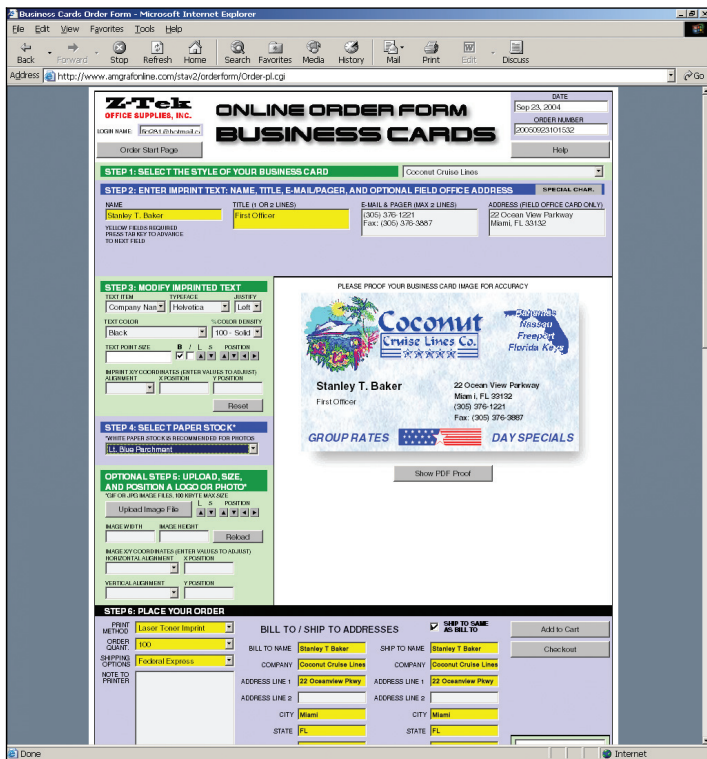 Business Cards Order Form - Microsoft Internet Explorer
File Edit View Favorites Tools Help
Back Forward Stop Refresh Home Search Favorites Media History Mail Print Edit Discuss
Address http://www.amgrafonline.com/stav2/orderform/Order-pl.cgi Go
Z-Tek
OFFICE SUPPLIES, INC.
ONLINE ORDER FORM
BUSINESS CARDS
DATE
Sep 23, 2004
ORDER NUMBER
20050923101532
LOGIN NAME:
Order Start Page
Help
STEP 1: SELECT THE STYLE OF YOUR BUSINESS CARD Coconut Cruise Lines
STEP 2: ENTER IMPRINT TEXT: NAME, TITLE, E-MAIL/PAGER, AND OPTIONAL FIELD OFFICE ADDRESS SPECIAL CHAR.
NAME TITLE (1 OR 2 LINES) E-MAIL & PAGER (MAX 2 LINES) ADDRESS (FIELD OFFICE CARD ONLY)
Stanley T. Baker First Officer (305) 376-1221 22 Ocean View Parkway
Fax: (305) 376-3887 Miami, FL 33132
YELLOW FIELDS REQUIRED
PRESS TAB KEY TO ADVANCE
TO NEXT FIELD
STEP 3: MODIFY IMPRINTED TEXT
TEXT ITEM TYPEFACE JUSTIFY
Company Nan Helvetica Left
TEXT COLOR % COLOR DENSITY
Black 100 - Solid
TEXT POINT SIZE B I L S POSITION
IMPRINT X/Y COORDINATES (ENTER VALUES TO ADJUST)
ALIGNMENT X POSITION Y POSITION
Reset
STEP 4: SELECT PAPER STOCK*
*WHITE PAPER STOCK IS RECOMMENDED FOR PHOTOS
Lt. Blue Parchment
OPTIONAL STEP 5: UPLOAD, SIZE,
AND POSITION A LOGO OR PHOTO*
*GIF OR JPG IMAGE FILES, 100 KBYTE MAX SIZE
L S POSITION
Upload Image File
IMAGE WIDTH IMAGE HEIGHT
Reload
IMAGE X/Y COORDINATES (ENTER VALUES TO ADJUST)
HORIZONTAL ALIGNMENT X POSITION
VERTICAL ALIGNMENT Y POSITION
PLEASE PROOF YOUR BUSINESS CARD IMAGE FOR ACCURACY
Coconut
Cruise Lines Co.
Bahamas
Nassau
Freeport
Florida Keys
Stanley T. Baker
First Officer
22 Ocean View Parkway
Miami, FL 33132
(305) 376-1221
Fax: (305) 376-3887
GROUP RATES DAY SPECIALS
Show PDF Proof
STEP 6: PLACE YOUR ORDER
PRINT METHOD Laser Toner Imprint
ORDER QUANT. 100
SHIPPING OPTIONS Federal Express
NOTE TO PRINTER
BILL TO / SHIP TO ADDRESSES SHIP TO SAME AS BILL TO
BILL TO NAME Stanley T Baker SHIP TO NAME Stanley T Baker
COMPANY Coconut Cruise Lines COMPANY Coconut Cruise Lines
ADDRESS LINE 1 22 Oceanview Pkwy ADDRESS LINE 1 22 Oceanview Pkwy
ADDRESS LINE 2 ADDRESS LINE 2
CITY Miami CITY Miami
STATE FL STATE FL
Add to Cart
Checkout
Done Internet